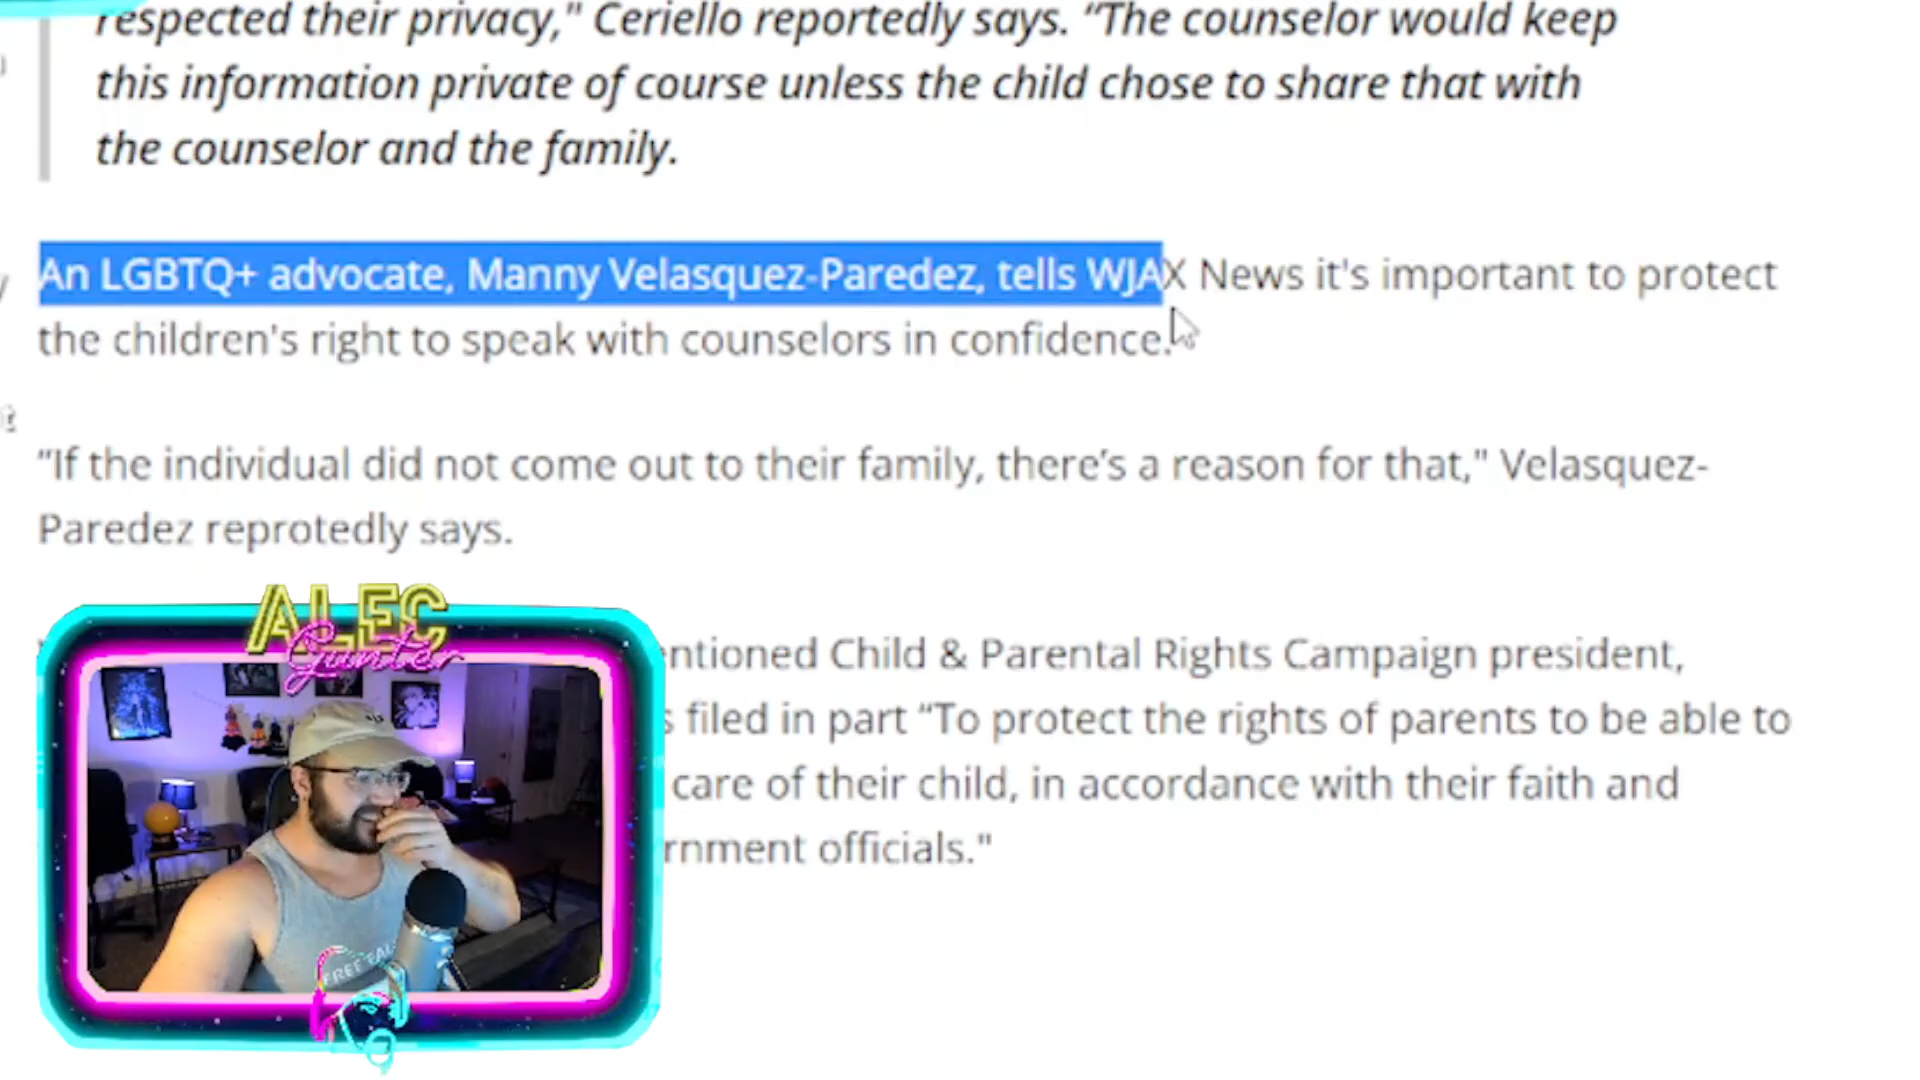 respected their privacy," Ceriello reportedly says. “The counselor would keep
this information private of course unless the child chose to share that with
the counselor and the family.
An LGBTQ+ advocate, Manny Velasquez-Paredez, tells WJAX News it's important to protect
the children's right to speak with counselors in confidence.
“If the individual did not come out to their family, there’s a reason for that," Velasquez-
Paredez reprotedly says.
entioned Child & Parental Rights Campaign president,
s filed in part “To protect the rights of parents to be able to
care of their child, in accordance with their faith and
rnment officials."
ALEC
Gunter
FREE